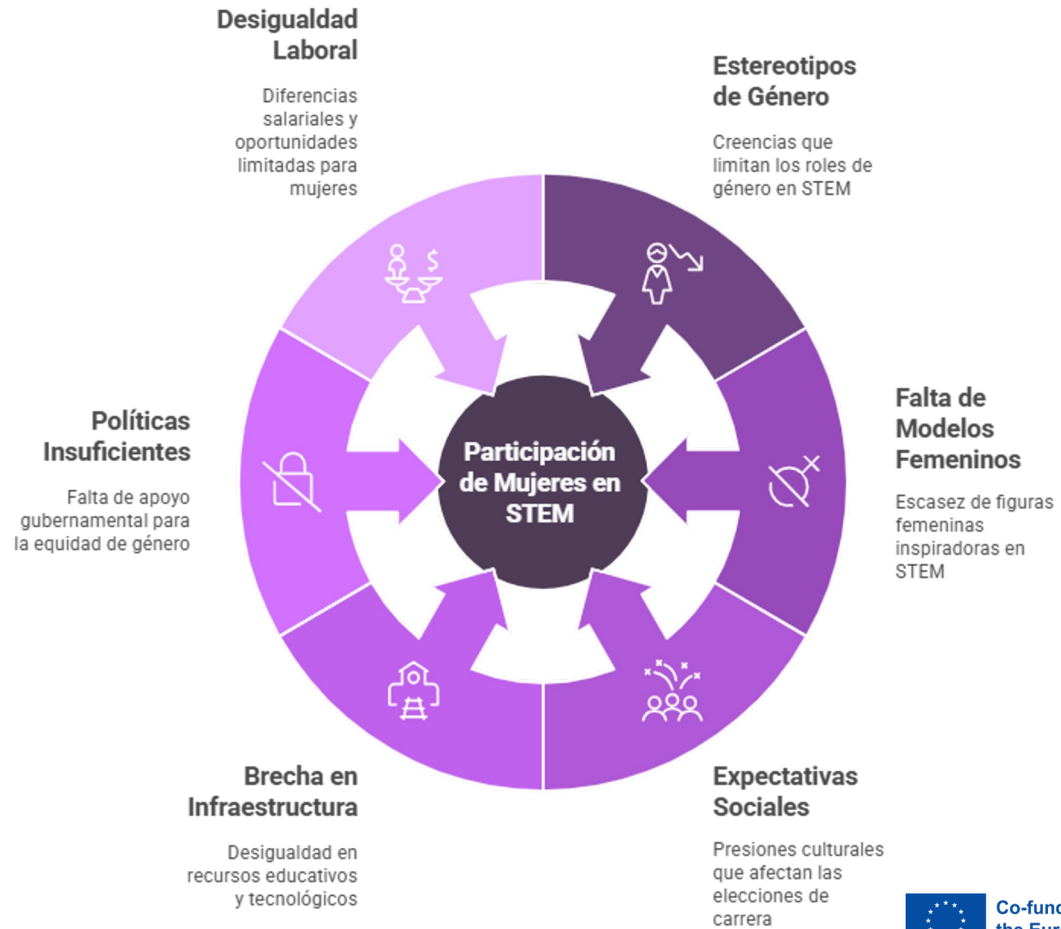 Desigualdad
Laboral
Diferencias
salariales y
oportunidades
limitadas para
mujeres
Estereotipos
de Género
Creencias que
limitan los roles de
género en STEM
Políticas
Insuficientes
Falta de apoyo
gubernamental para
la equidad de género
Participación
de Mujeres en
STEM
Falta de
Modelos
Femeninos
Escasez de figuras
femeninas
inspiradoras en
STEM
Brecha en
Infraestructura
Desigualdad en
recursos educativos
y tecnológicos
Expectativas
Sociales
Presiones culturales
que afectan las
elecciones de
carrera
$